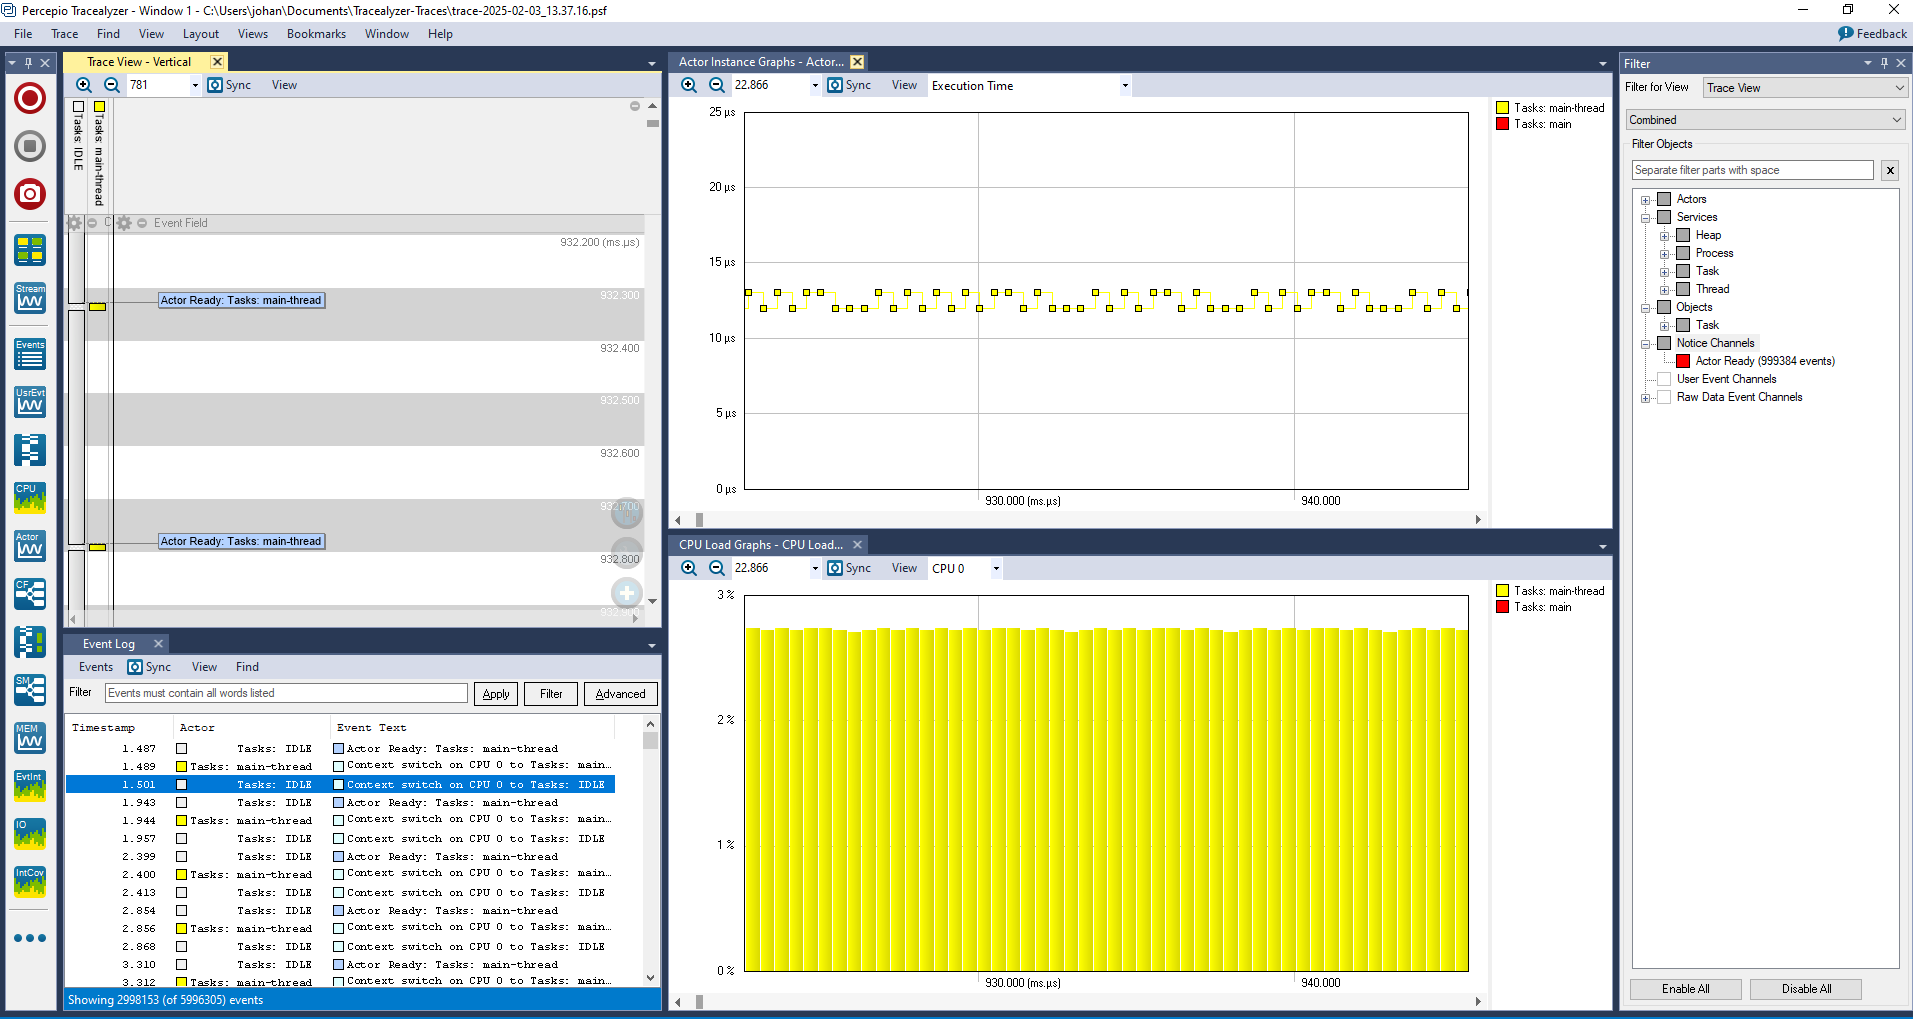 Percepio Tracealyzer - Window 1 - C:\Users\johan\Documents\Tracealyzer-Traces\trace-2025-02-03_13.37.16.psf
File Trace Find View Layout Views Bookmarks Window Help
Feedback
Trace View - Vertical
781 Sync View
Tasks: IDLE
Tasks: main-thread
C Event Field
932.200 (ms.µs)
932.300
Actor Ready: Tasks: main-thread
932.400
932.500
932.600
932.700
Actor Ready: Tasks: main-thread
932.800
932.900
Stream
Events
UsrEvt
CPU
Actor
CF
SM
MEM
EvtInt
IO
IntCov
Event Log
Events Sync View Find
Filter Events must contain all words listed Apply Filter Advanced
Timestamp Actor Event Text
1.487 Tasks: IDLE Actor Ready: Tasks: main-thread
1.489 Tasks: main-thread Context switch on CPU 0 to Tasks: main...
1.501 Tasks: IDLE Context switch on CPU 0 to Tasks: IDLE
1.943 Tasks: IDLE Actor Ready: Tasks: main-thread
1.944 Tasks: main-thread Context switch on CPU 0 to Tasks: main...
1.957 Tasks: IDLE Context switch on CPU 0 to Tasks: IDLE
2.399 Tasks: IDLE Actor Ready: Tasks: main-thread
2.400 Tasks: main-thread Context switch on CPU 0 to Tasks: main...
2.413 Tasks: IDLE Context switch on CPU 0 to Tasks: IDLE
2.854 Tasks: IDLE Actor Ready: Tasks: main-thread
2.856 Tasks: main-thread Context switch on CPU 0 to Tasks: main...
2.868 Tasks: IDLE Context switch on CPU 0 to Tasks: IDLE
3.310 Tasks: IDLE Actor Ready: Tasks: main-thread
3.312 Tasks: main-thread Context switch on CPU 0 to Tasks: main...
Showing 2998153 (of 5996305) events
Actor Instance Graphs - Actor...
22.866 Sync View Execution Time
25 µs
20 µs
15 µs
10 µs
5 µs
0 µs
930.000 (ms.µs) 940.000
Tasks: main-thread
Tasks: main
CPU Load Graphs - CPU Load...
22.866 Sync View CPU 0
3 %
2 %
1 %
0 %
930.000 (ms.µs) 940.000
Tasks: main-thread
Tasks: main
Filter
Filter for View Trace View
Combined
Filter Objects
Separate filter parts with space x
Actors
Services
Heap
Process
Task
Thread
Objects
Task
Notice Channels
Actor Ready (999384 events)
User Event Channels
Raw Data Event Channels
Enable All Disable All